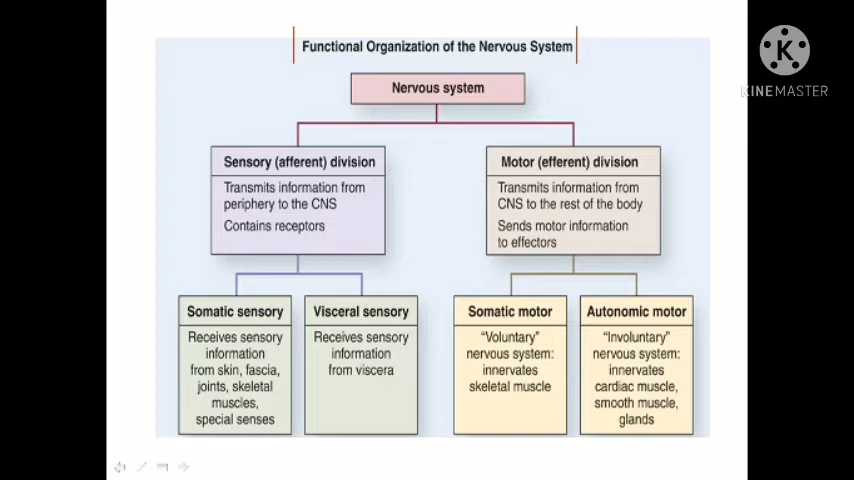 Functional Organization of the Nervous System
K
KINEMASTER
Nervous system
Sensory (afferent) division
Transmits information from
periphery to the CNS
Contains receptors
Motor (efferent) division
Transmits information from
CNS to the rest of the body
Sends motor information
to effectors
Somatic sensory
Receives sensory
information
from skin, fascia,
joints, skeletal
muscles,
special senses
Visceral sensory
Receives sensory
information
from viscera
Somatic motor
“Voluntary”
nervous system:
innervates
skeletal muscle
Autonomic motor
“Involuntary”
nervous system:
innervates
cardiac muscle,
smooth muscle,
glands